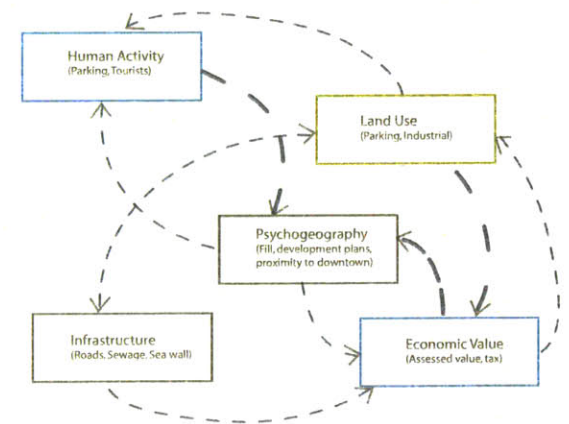 Human Activity
(Parking, Tourists)
Land Use
(Parking, Industrial)
Psychogeography
(Fill, development plans,
proximity to downtown)
Infrastructure
(Roads, Sewage, Sea wall)
Economic Value
(Assessed value, tax)